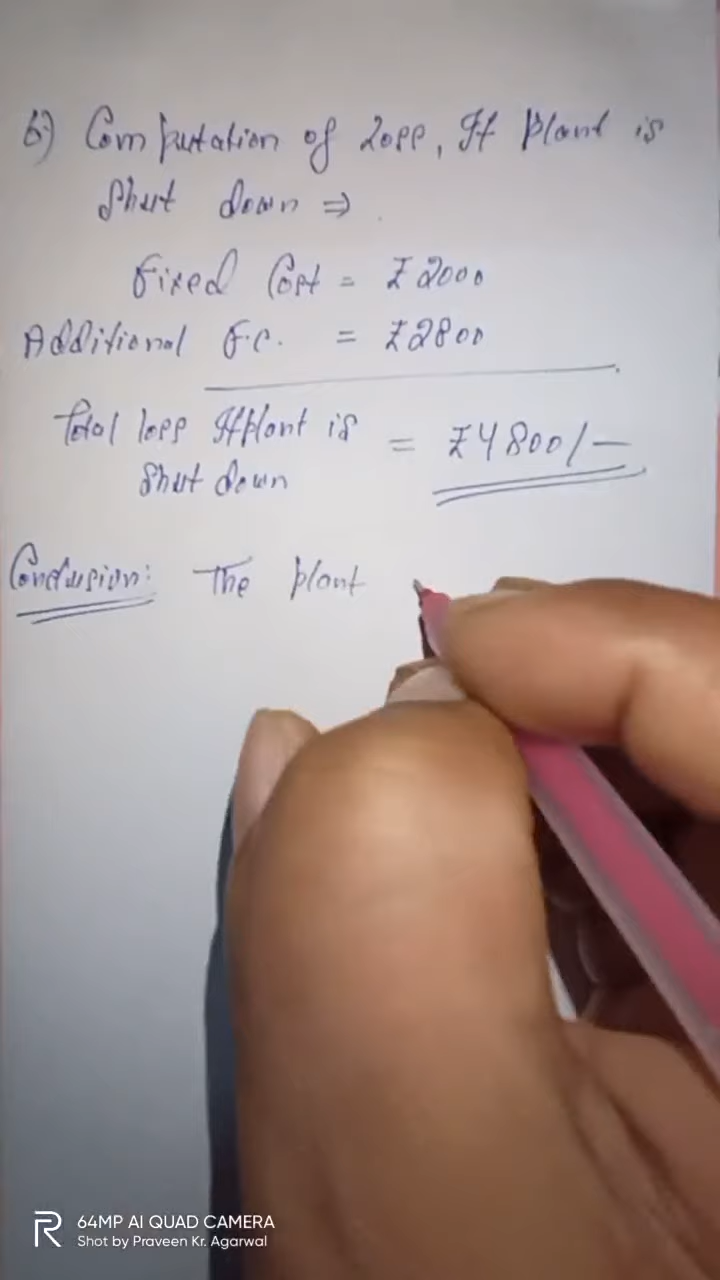 b) Computation of loss, If plant is
shut down ⇒
Fixed Cost = ₹2000
Additional F.C. = ₹2800
Total loss If plant is = ₹4800/-
shut down
Conclusion: The plant
64MP AI QUAD CAMERA
Shot by Praveen Kr. Agarwal